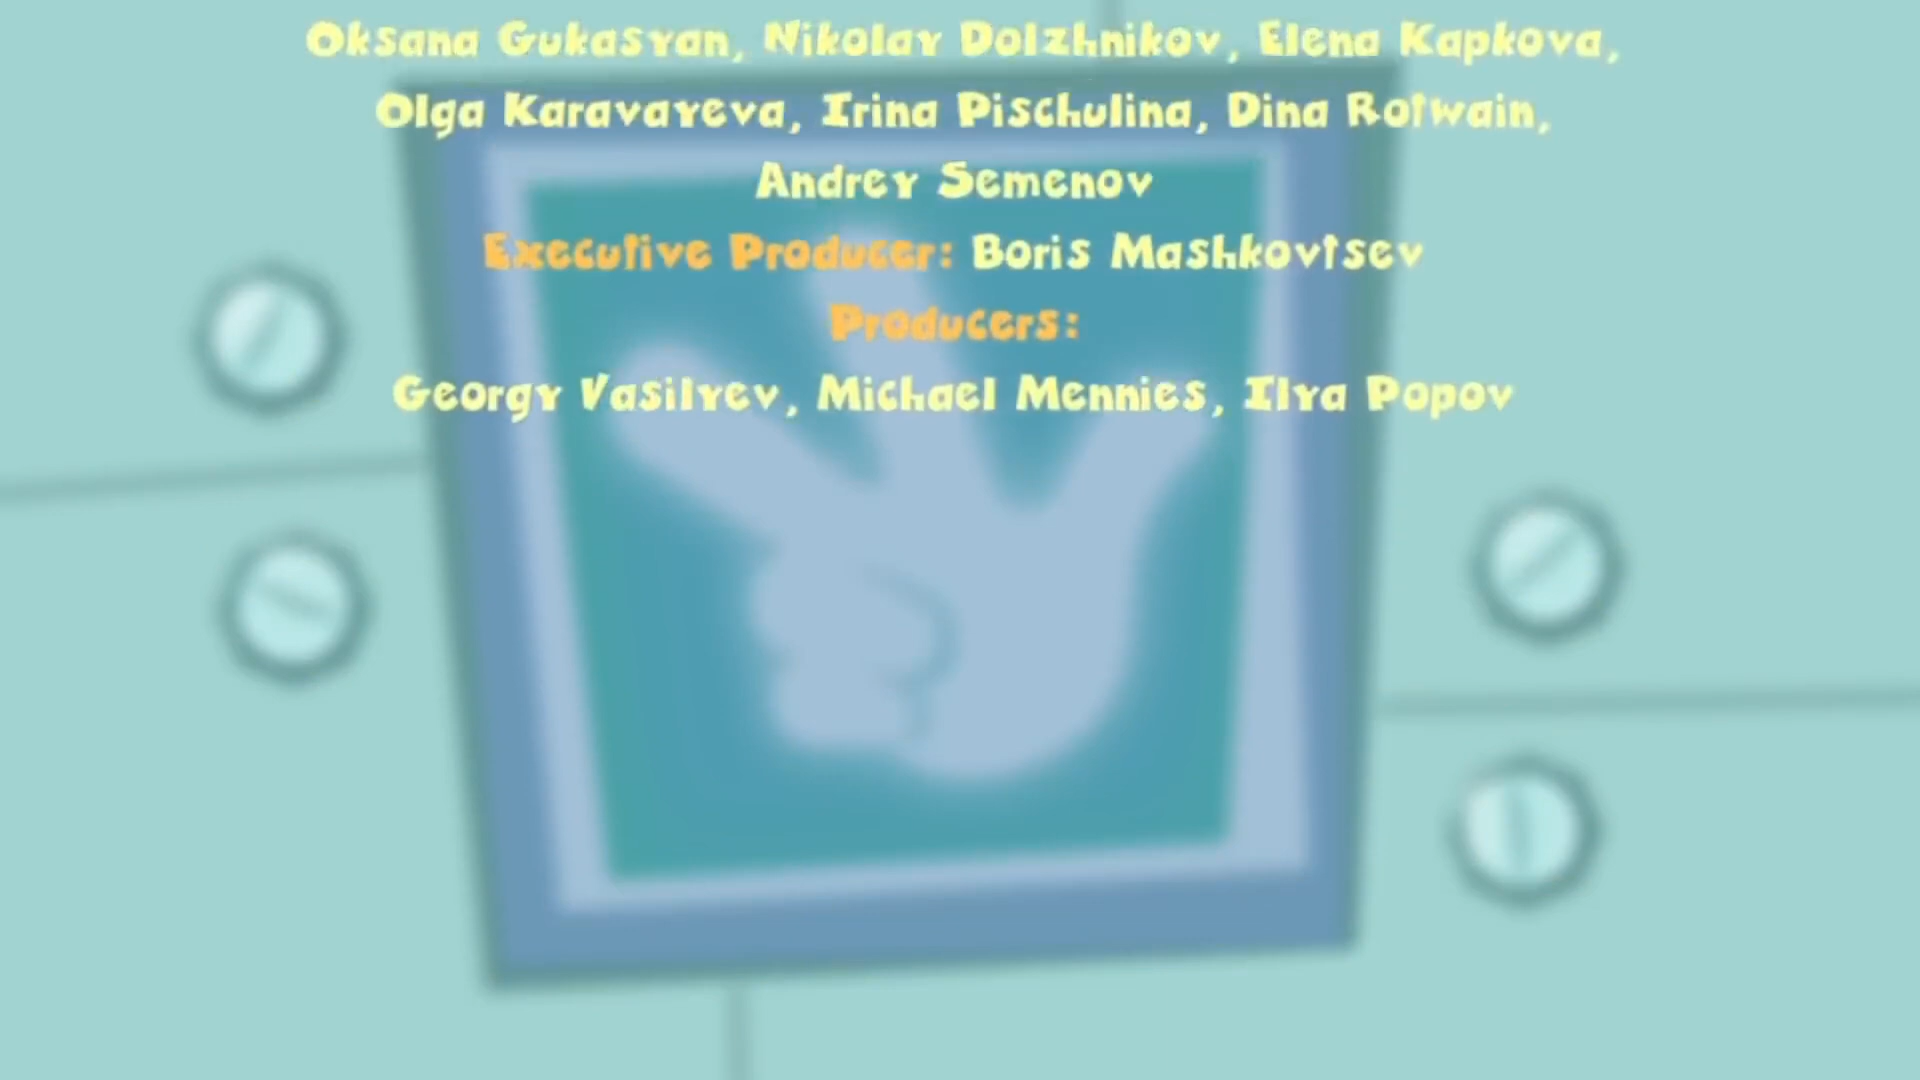 Oksana Gukasyan, Nikolay Dolzhnikov, Elena Kapkova,
Olga Karavayeva, Irina Pischulina, Dina Rotwain,
Andrey Semenov
Executive Producer: Boris Mashkovtsev
Producers:
Georgy Vasilyev, Michael Mennies, Ilya Popov